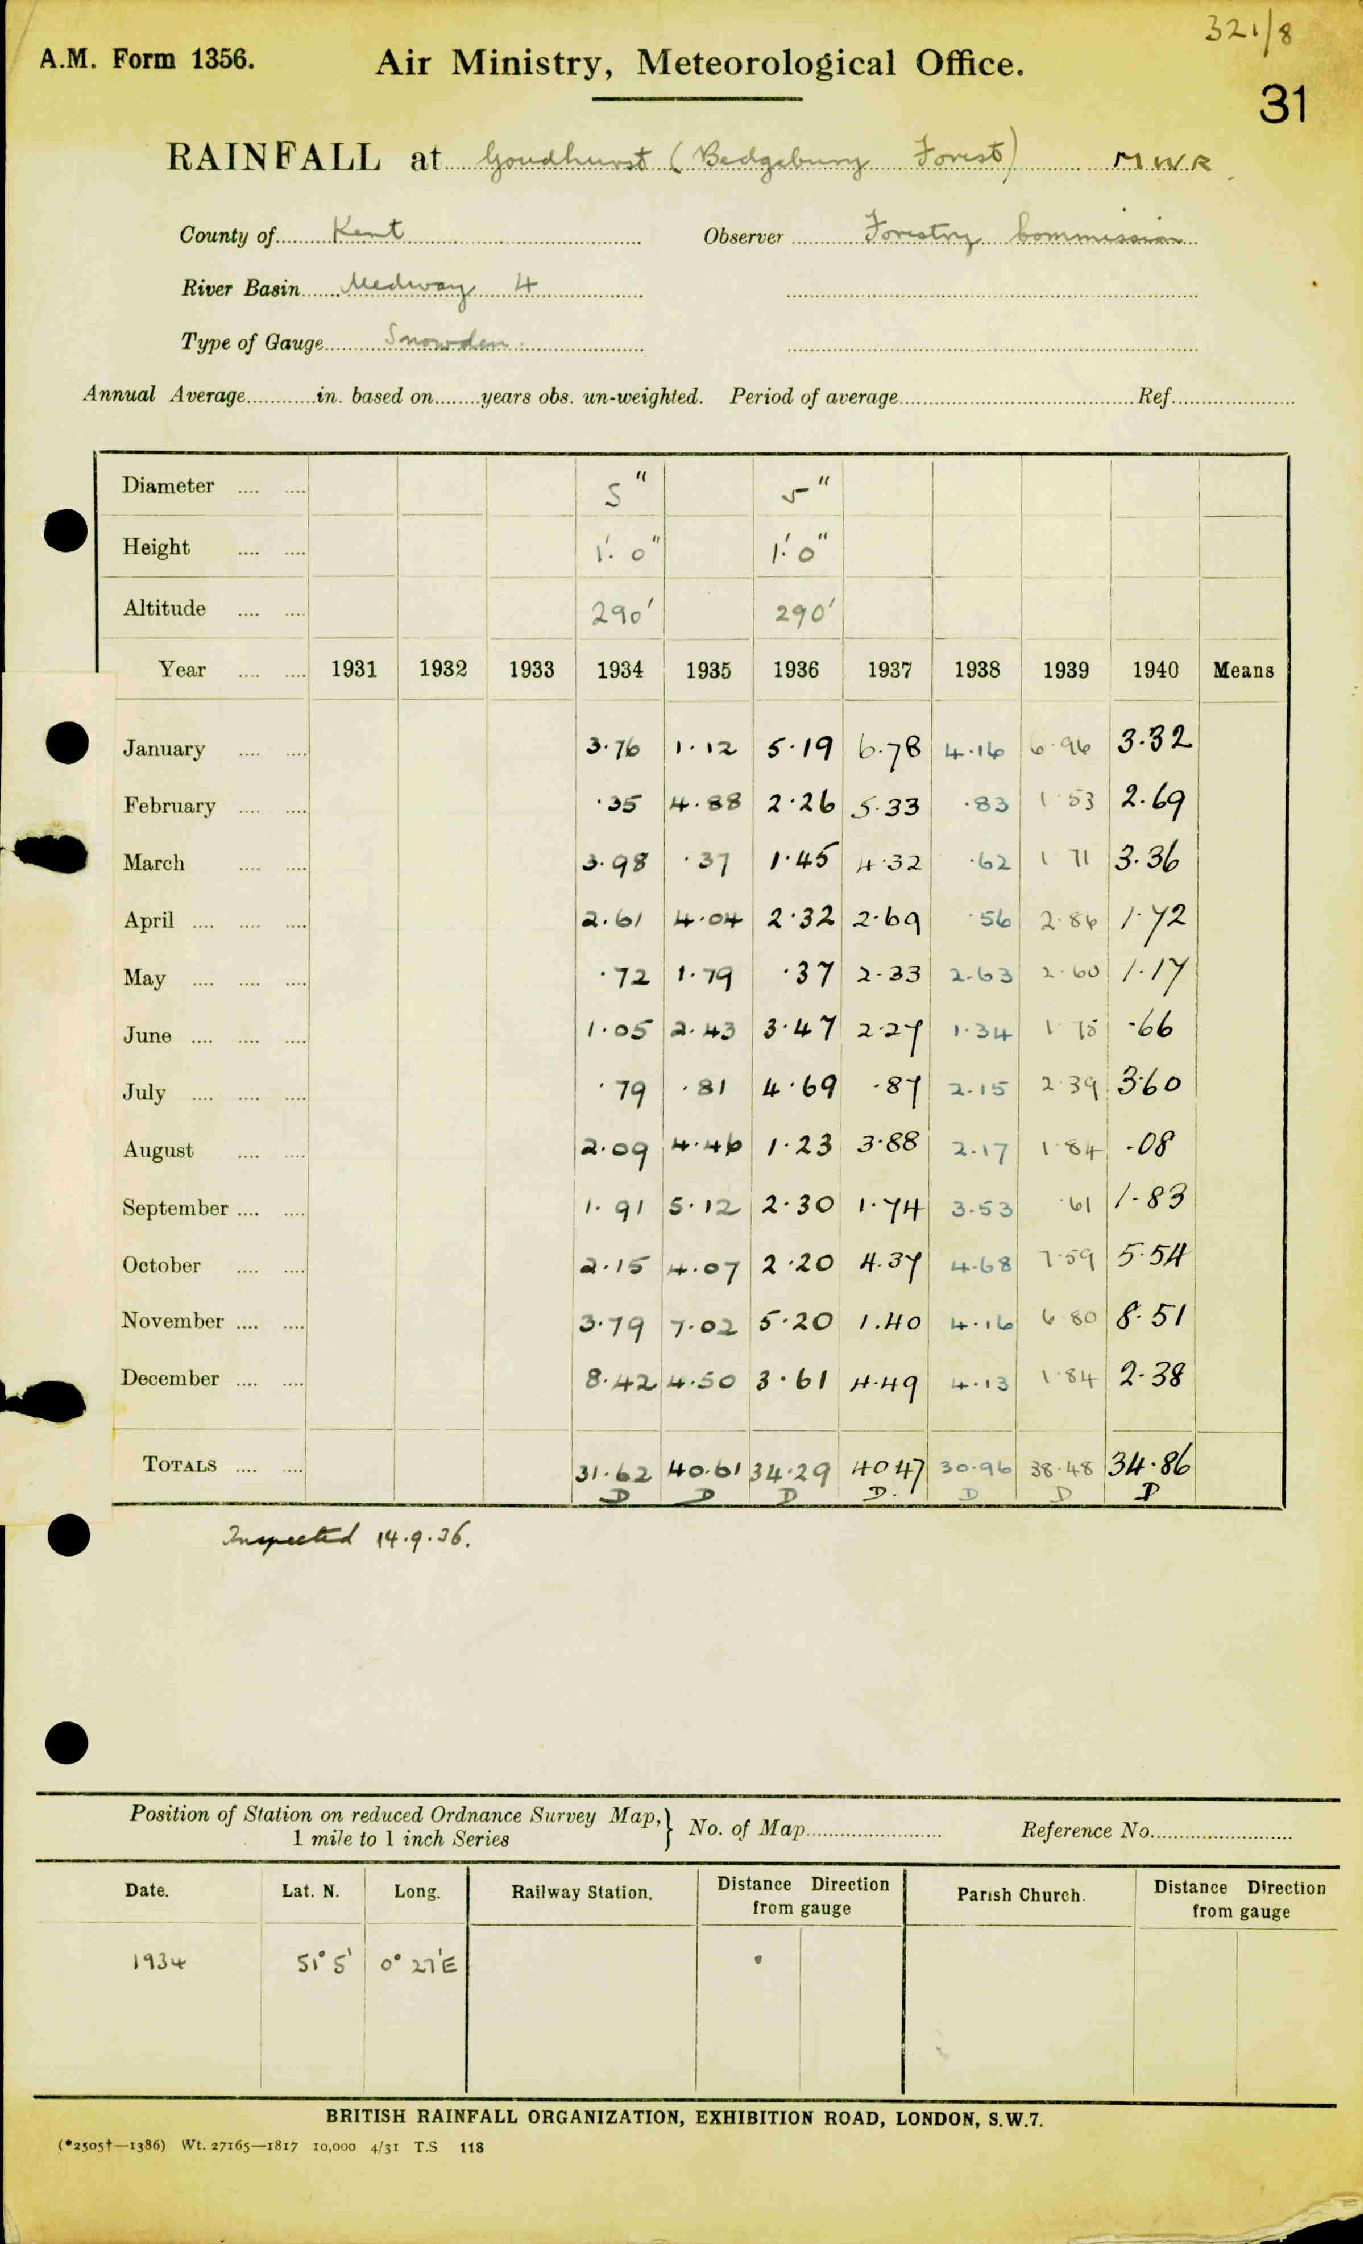 321/8
A.M. Form 1356. Air Ministry, Meteorological Office.
31
RAINFALL at Goudhurst (Bedgebury Forest) MWR
County of Kent Observer Forestry Commission
River Basin Medway 4
Type of Gauge Snowdon
Annual Average in. based on years obs. un-weighted. Period of average Ref.
Diameter 5" 5"
Height 1'.0" 1'.0"
Altitude 290' 290'
Year 1931 1932 1933 1934 1935 1936 1937 1938 1939 1940 Means
January 3.76 1.12 5.19 6.78 4.16 6.96 3.32
February .35 4.88 2.26 5.33 .83 1.53 2.69
March 3.98 .37 1.45 4.32 .62 1 71 3.36
April 2.61 4.04 2.32 2.69 .56 2.86 1.72
May .72 1.79 .37 2.33 2.63 2.60 1.17
June 1.05 2.43 3.47 2.27 1.34 1 75 .66
July .79 .81 4.69 .87 2.15 2.39 3.60
August 2.09 4.46 1.23 3.88 2.17 1.84 .08
September 1.91 5.12 2.30 1.74 3.53 .61 1.83
October 2.15 4.07 2.20 4.37 4.68 7.59 5.54
November 3.79 7.02 5.20 1.40 4.16 6 80 8.51
December 8.42 4.50 3.61 4.49 4.13 1.84 2.38
TOTALS 31.62 40.61 34.29 40.47 30.96 38.48 34.86
D D D D. D D D
Inspected 14.9.36.
Position of Station on reduced Ordnance Survey Map, } No. of Map Reference No.
1 mile to 1 inch Series
Date. Lat. N. Long. Railway Station. Distance Direction from gauge Parish Church. Distance Direction from gauge
1934 51° 5' 0° 27'E
BRITISH RAINFALL ORGANIZATION, EXHIBITION ROAD, LONDON, S.W.7.
(*2505†—1386) Wt. 27165—1817 10,000 4/31 T.S 118